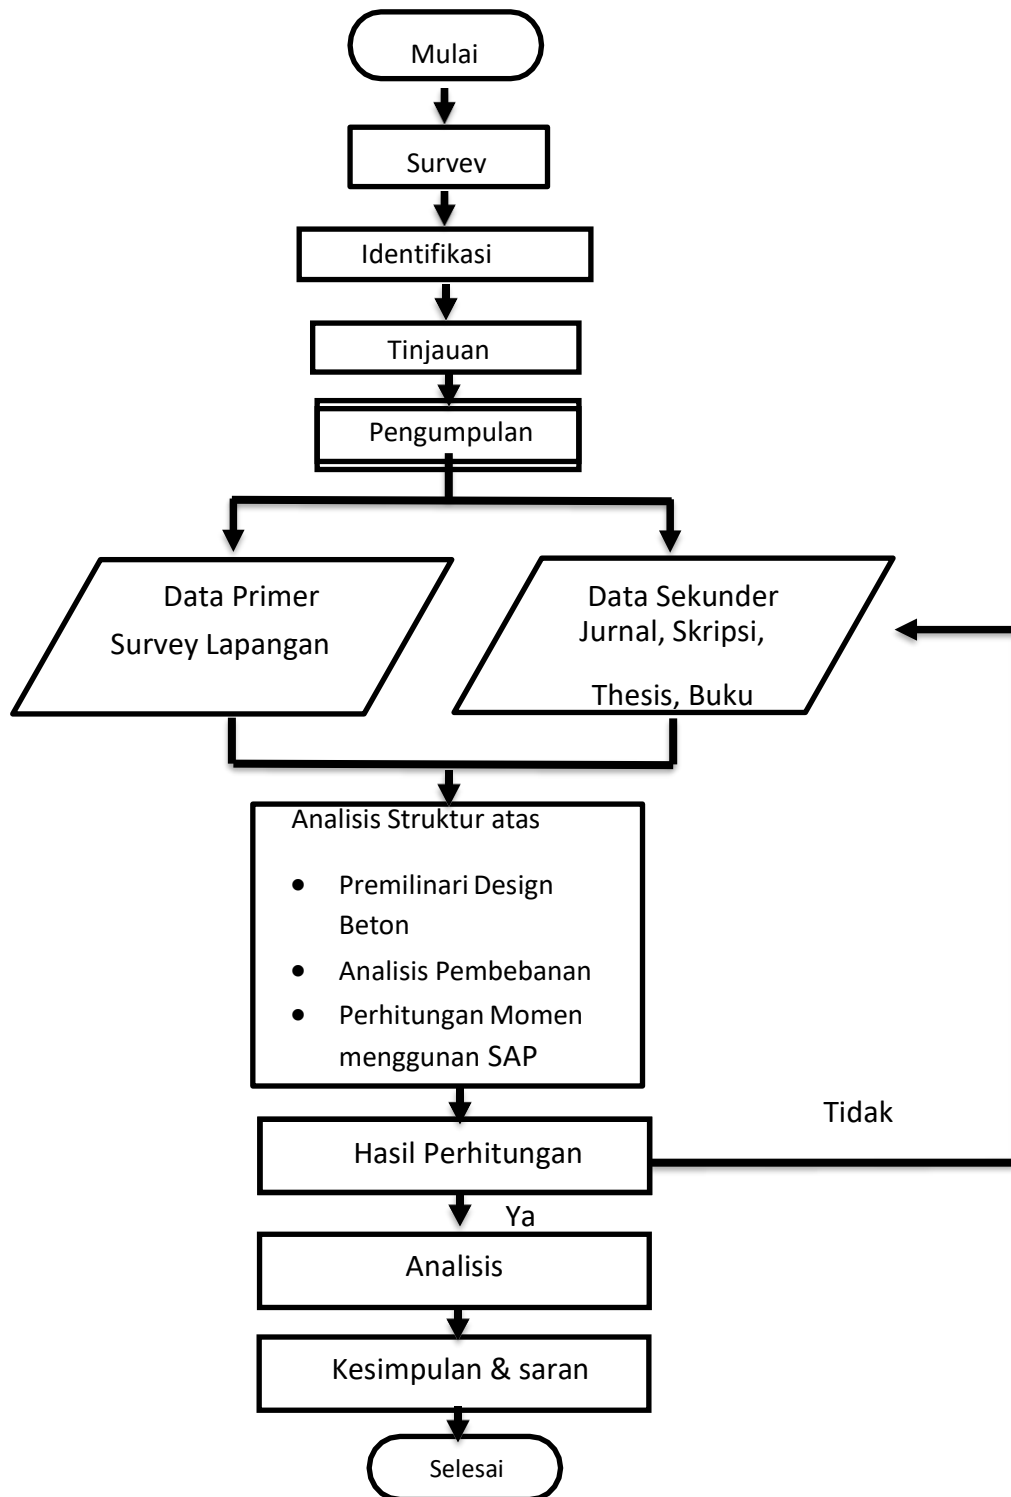 Mulai
Survey
Identifikasi
Tinjauan
Pengumpulan
Data Primer
Survey Lapangan
Data Sekunder
Jurnal, Skripsi,
Thesis, Buku
Analisis Struktur atas
• Premilinari Design
Beton
• Analisis Pembebanan
• Perhitungan Momen
menggunan SAP
Tidak
Hasil Perhitungan
Ya
Analisis
Kesimpulan & saran
Selesai